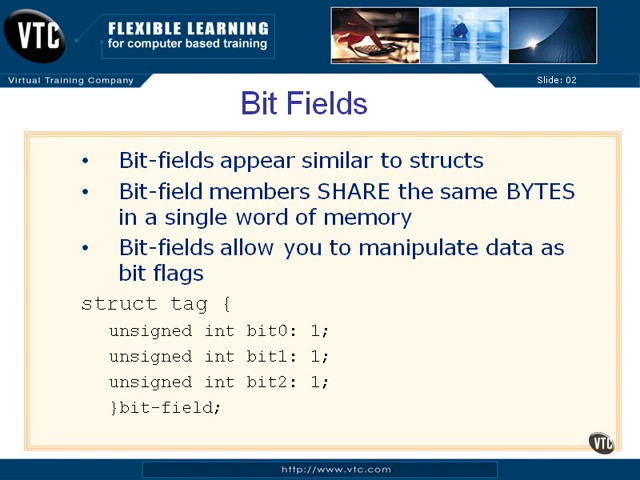 VTC
FLEXIBLE LEARNING
for computer based training
Virtual Training Company
Slide: 02
Bit Fields
• Bit-fields appear similar to structs
• Bit-field members SHARE the same BYTES
in a single word of memory
• Bit-fields allow you to manipulate data as
bit flags
struct tag {
unsigned int bit0: 1;
unsigned int bit1: 1;
unsigned int bit2: 1;
}bit-field;
VTC
http://www.vtc.com